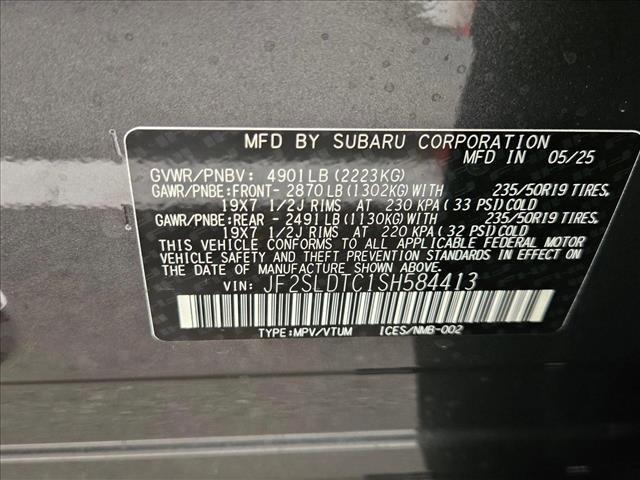 MFD BY SUBARU CORPORATION
MFD IN 05/25
GVWR/PNBV: 4901LB(2223KG)
GAWR/PNBE:FRONT- 2870LB(1302KG)WITH 235/50R19 TIRES,
19X7 1/2J RIMS AT 230 KPA(33 PSI)COLD
GAWR/PNBE:REAR - 2491LB(1130KG)WITH 235/50R19 TIRES,
19X7 1/2J RIMS AT 220 KPA(32 PSI)COLD
THIS VEHICLE CONFORMS TO ALL APPLICABLE FEDERAL MOTOR
VEHICLE SAFETY AND THEFT PREVENTION STANDARDS IN EFFECT ON
THE DATE OF MANUFACTURE SHOWN ABOVE.
VIN: JF2SLDTC1SH584413
TYPE:MPV/VTUM ICES/NMB-002